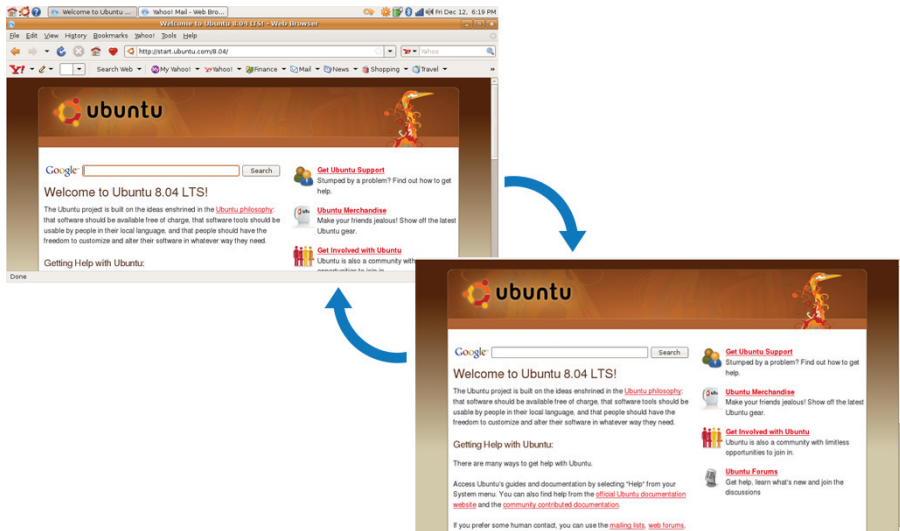 Welcome to Ubuntu ... Yahoo! Mail - Web Bro... Fri Dec 12, 6:19 PM
Welcome to Ubuntu 8.04 LTS! - Web Browser
File Edit View History Bookmarks Yahoo! Tools Help
http://start.ubuntu.com/8.04/ Yahoo
Y! Search Web My Yahoo! Yahoo! Finance Mail News Shopping Travel »
ubuntu
Google Search
Welcome to Ubuntu 8.04 LTS!
The Ubuntu project is built on the ideas enshrined in the Ubuntu philosophy:
that software should be available free of charge, that software tools should be
usable by people in their local language, and that people should have the
freedom to customize and alter their software in whatever way they need.
Getting Help with Ubuntu:
Get Ubuntu Support
Stumped by a problem? Find out how to get
help.
Ubuntu Merchandise
Make your friends jealous! Show off the latest
Ubuntu gear.
Get Involved with Ubuntu
Ubuntu is also a community with
opportunities to join in.
Done
ubuntu
Google Search
Welcome to Ubuntu 8.04 LTS!
The Ubuntu project is built on the ideas enshrined in the Ubuntu philosophy:
that software should be available free of charge, that software tools should be
usable by people in their local language, and that people should have the
freedom to customize and alter their software in whatever way they need.
Getting Help with Ubuntu:
There are many ways to get help with Ubuntu.
Access Ubuntu's guides and documentation by selecting "Help" from your
System menu. You can also find help from the official Ubuntu documentation
website and the community contributed documentation.
If you prefer some human contact, you can use the mailing lists, web forums,
Get Ubuntu Support
Stumped by a problem? Find out how to get
help.
Ubuntu Merchandise
Make your friends jealous! Show off the latest
Ubuntu gear.
Get Involved with Ubuntu
Ubuntu is also a community with limitless
opportunities to join in.
Ubuntu Forums
Get help, learn what's new and join the
discussions